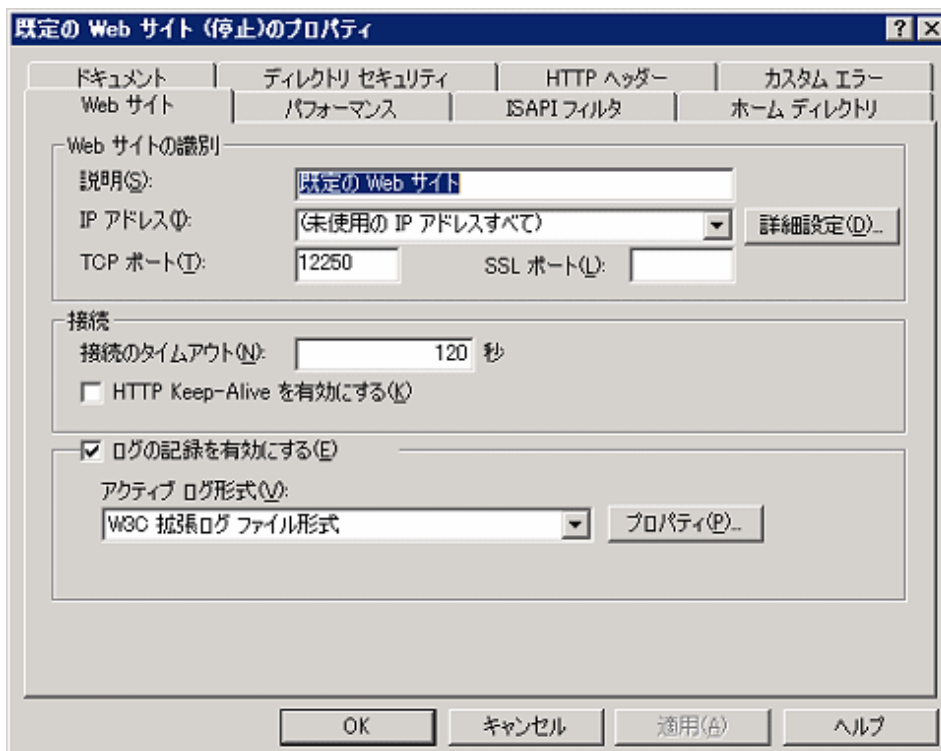 既定の Web サイト (停止)のプロパティ
ドキュメント ディレクトリ セキュリティ HTTP ヘッダー カスタム エラー
Web サイト パフォーマンス ISAPI フィルタ ホーム ディレクトリ
Web サイトの識別
説明(S): 既定の Web サイト
IP アドレス(I): (未使用の IP アドレスすべて) 詳細設定(D)...
TCP ポート(T): 12250 SSL ポート(L):
接続
接続のタイムアウト(N): 120 秒
HTTP Keep-Alive を有効にする(K)
ログの記録を有効にする(E)
アクティブ ログ形式(V):
W3C 拡張ログ ファイル形式 プロパティ(P)...
OK キャンセル 適用(A) ヘルプ